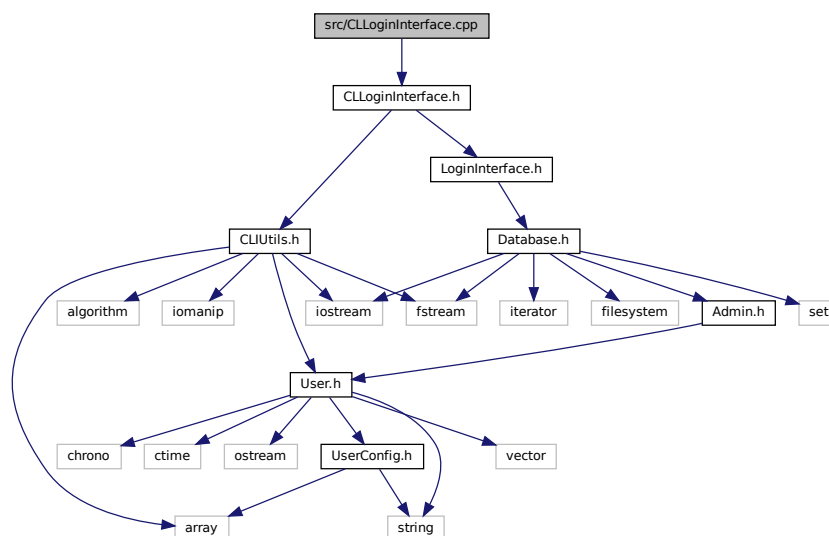 src/CLLoginInterface.cpp
CLLoginInterface.h
LoginInterface.h
CLIUtils.h
Database.h
algorithm
iomanip
iostream
fstream
iterator
filesystem
Admin.h
set
User.h
chrono
ctime
ostream
UserConfig.h
vector
array
string